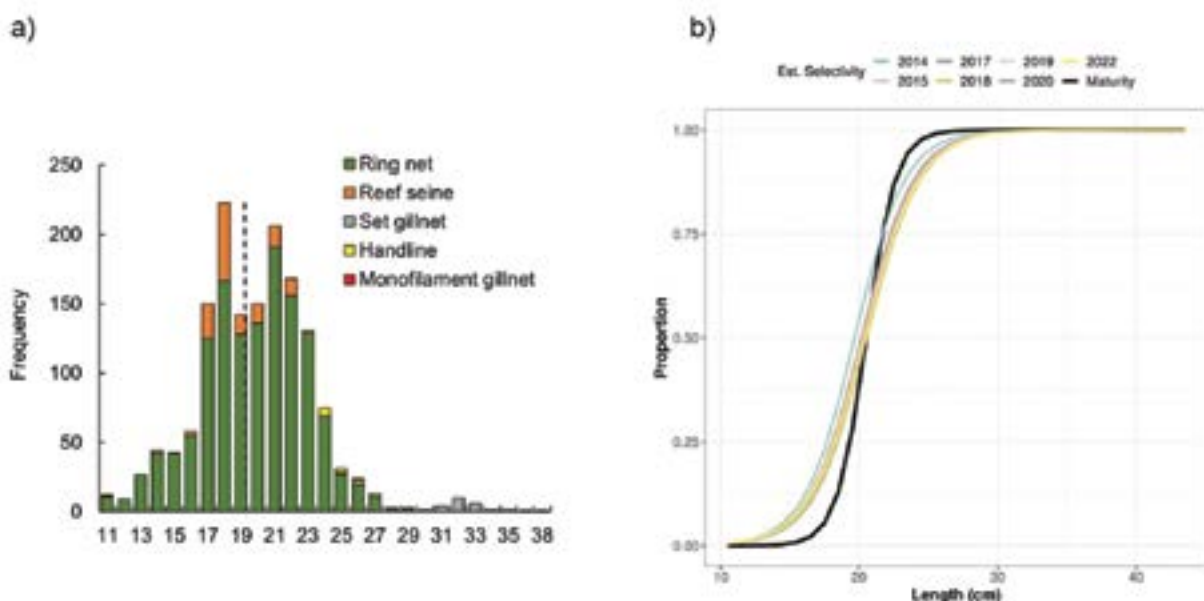 a)
250
200
150
100
50
0
Frequency
Ring net
Reef seine
Set gillnet
Handline
Monofilament gillnet
11 13 15 17 19 21 23 25 27 29 31 33 35 38
b)
Est. Selectivity
2014 2017 2019 2022
2015 2018 2020 Maturity
1.00
0.75
0.50
0.25
0.00
Proportion
10 20 30 40
Length (cm)